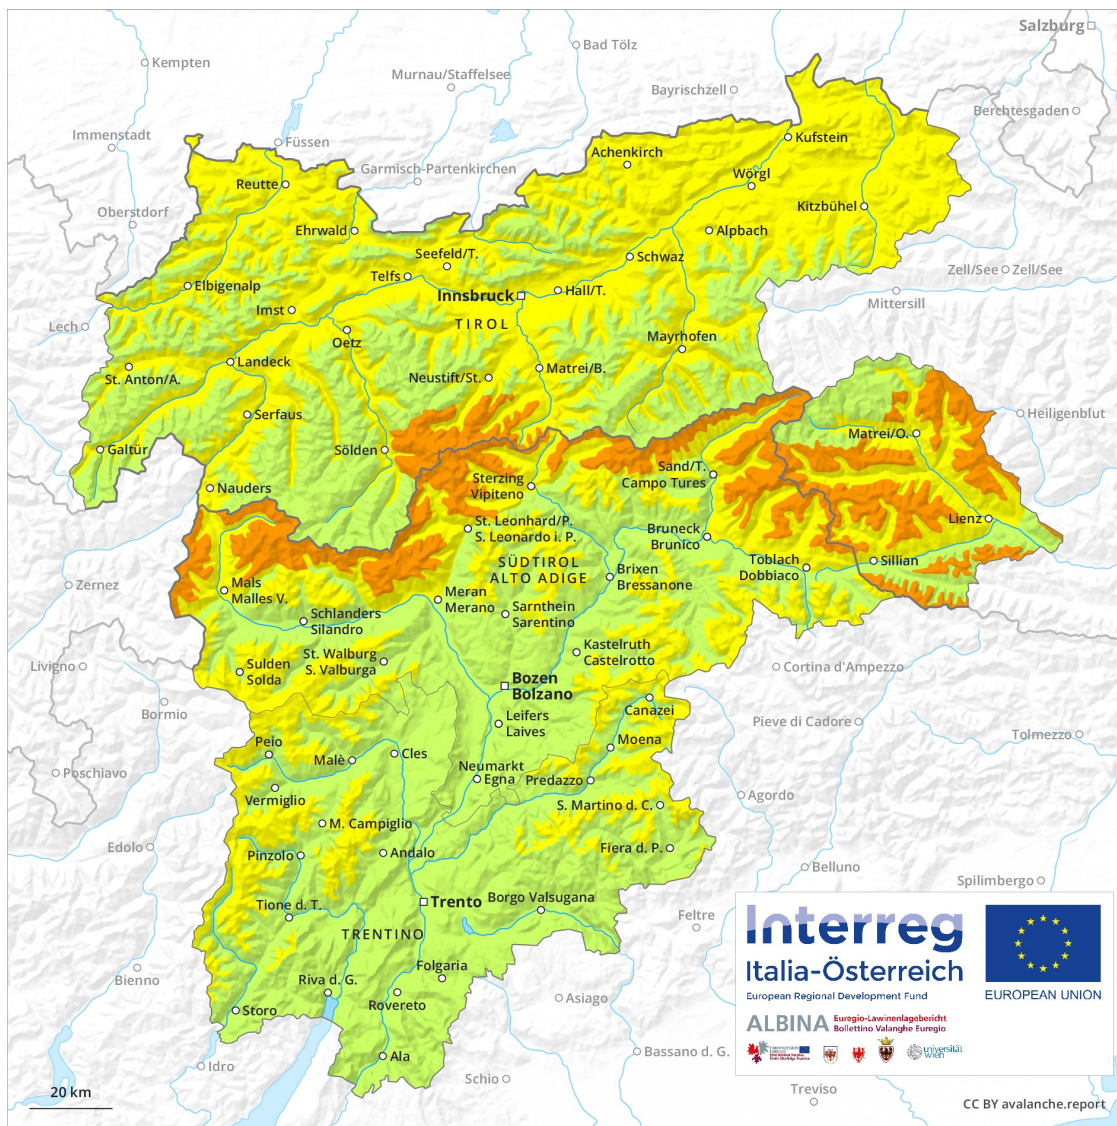 Salzburg
Bad Tölz
Kempten
Murnau/Staffelsee
Bayrischzell
Berchtesgaden
Immenstadt
Füssen
Kufstein
Achenkirch
Garmisch-Partenkirchen
Wörgl
Reutte
Oberstdorf
Kitzbühel
Ehrwald
Alpbach
Seefeld/T.
Schwaz
Telfs
Zell/See
Zell/See
Elbigenalp
Innsbruck
Hall/T.
Mittersill
Imst
TIROL
Lech
Oetz
Mayrhofen
Landeck
Matrei/B.
St. Anton/A.
Neustift/St.
Serfaus
Heiligenblut
Matrei/O.
Galtür
Sölden
Sand/T.
Campo Tures
Sterzing
Vipiteno
Nauders
Lienz
St. Leonhard/P.
S. Leonardo i. P.
Bruneck
Brunico
SÜDTIROL
ALTO ADIGE
Toblach
Dobbiaco
Sillian
Brixen
Bressanone
Zernez
Mals
Malles V.
Meran
Merano
Sarnthein
Sarentino
Schlanders
Silandro
Kastelruth
Castelrotto
St. Walburg
S. Valburga
Livigno
Sulden
Solda
Cortina d'Ampezzo
Bozen
Bolzano
Canazei
Bormio
Leifers
Laives
Pieve di Cadore
Tolmezzo
Moena
Peio
Malè
Cles
Neumarkt
Egna
Predazzo
Poschiavo
Vermiglio
Agordo
S. Martino d. C.
M. Campiglio
Edolo
Pinzolo
Andalo
Fiera d. P.
Belluno
Spilimbergo
Trento
Borgo Valsugana
Tione d. T.
Feltre
TRENTINO
Interreg
Italia-Österreich
European Regional Development Fund
EUROPEAN UNION
Folgaria
Bienno
Riva d. G.
Rovereto
Asiago
Storo
ALBINA
Euregio-Lawinenlagebericht
Bollettino Valanghe Euregio
universität
wien
Ala
Bassano d. G.
Idro
Schio
Treviso
20 km
CC BY avalanche.report